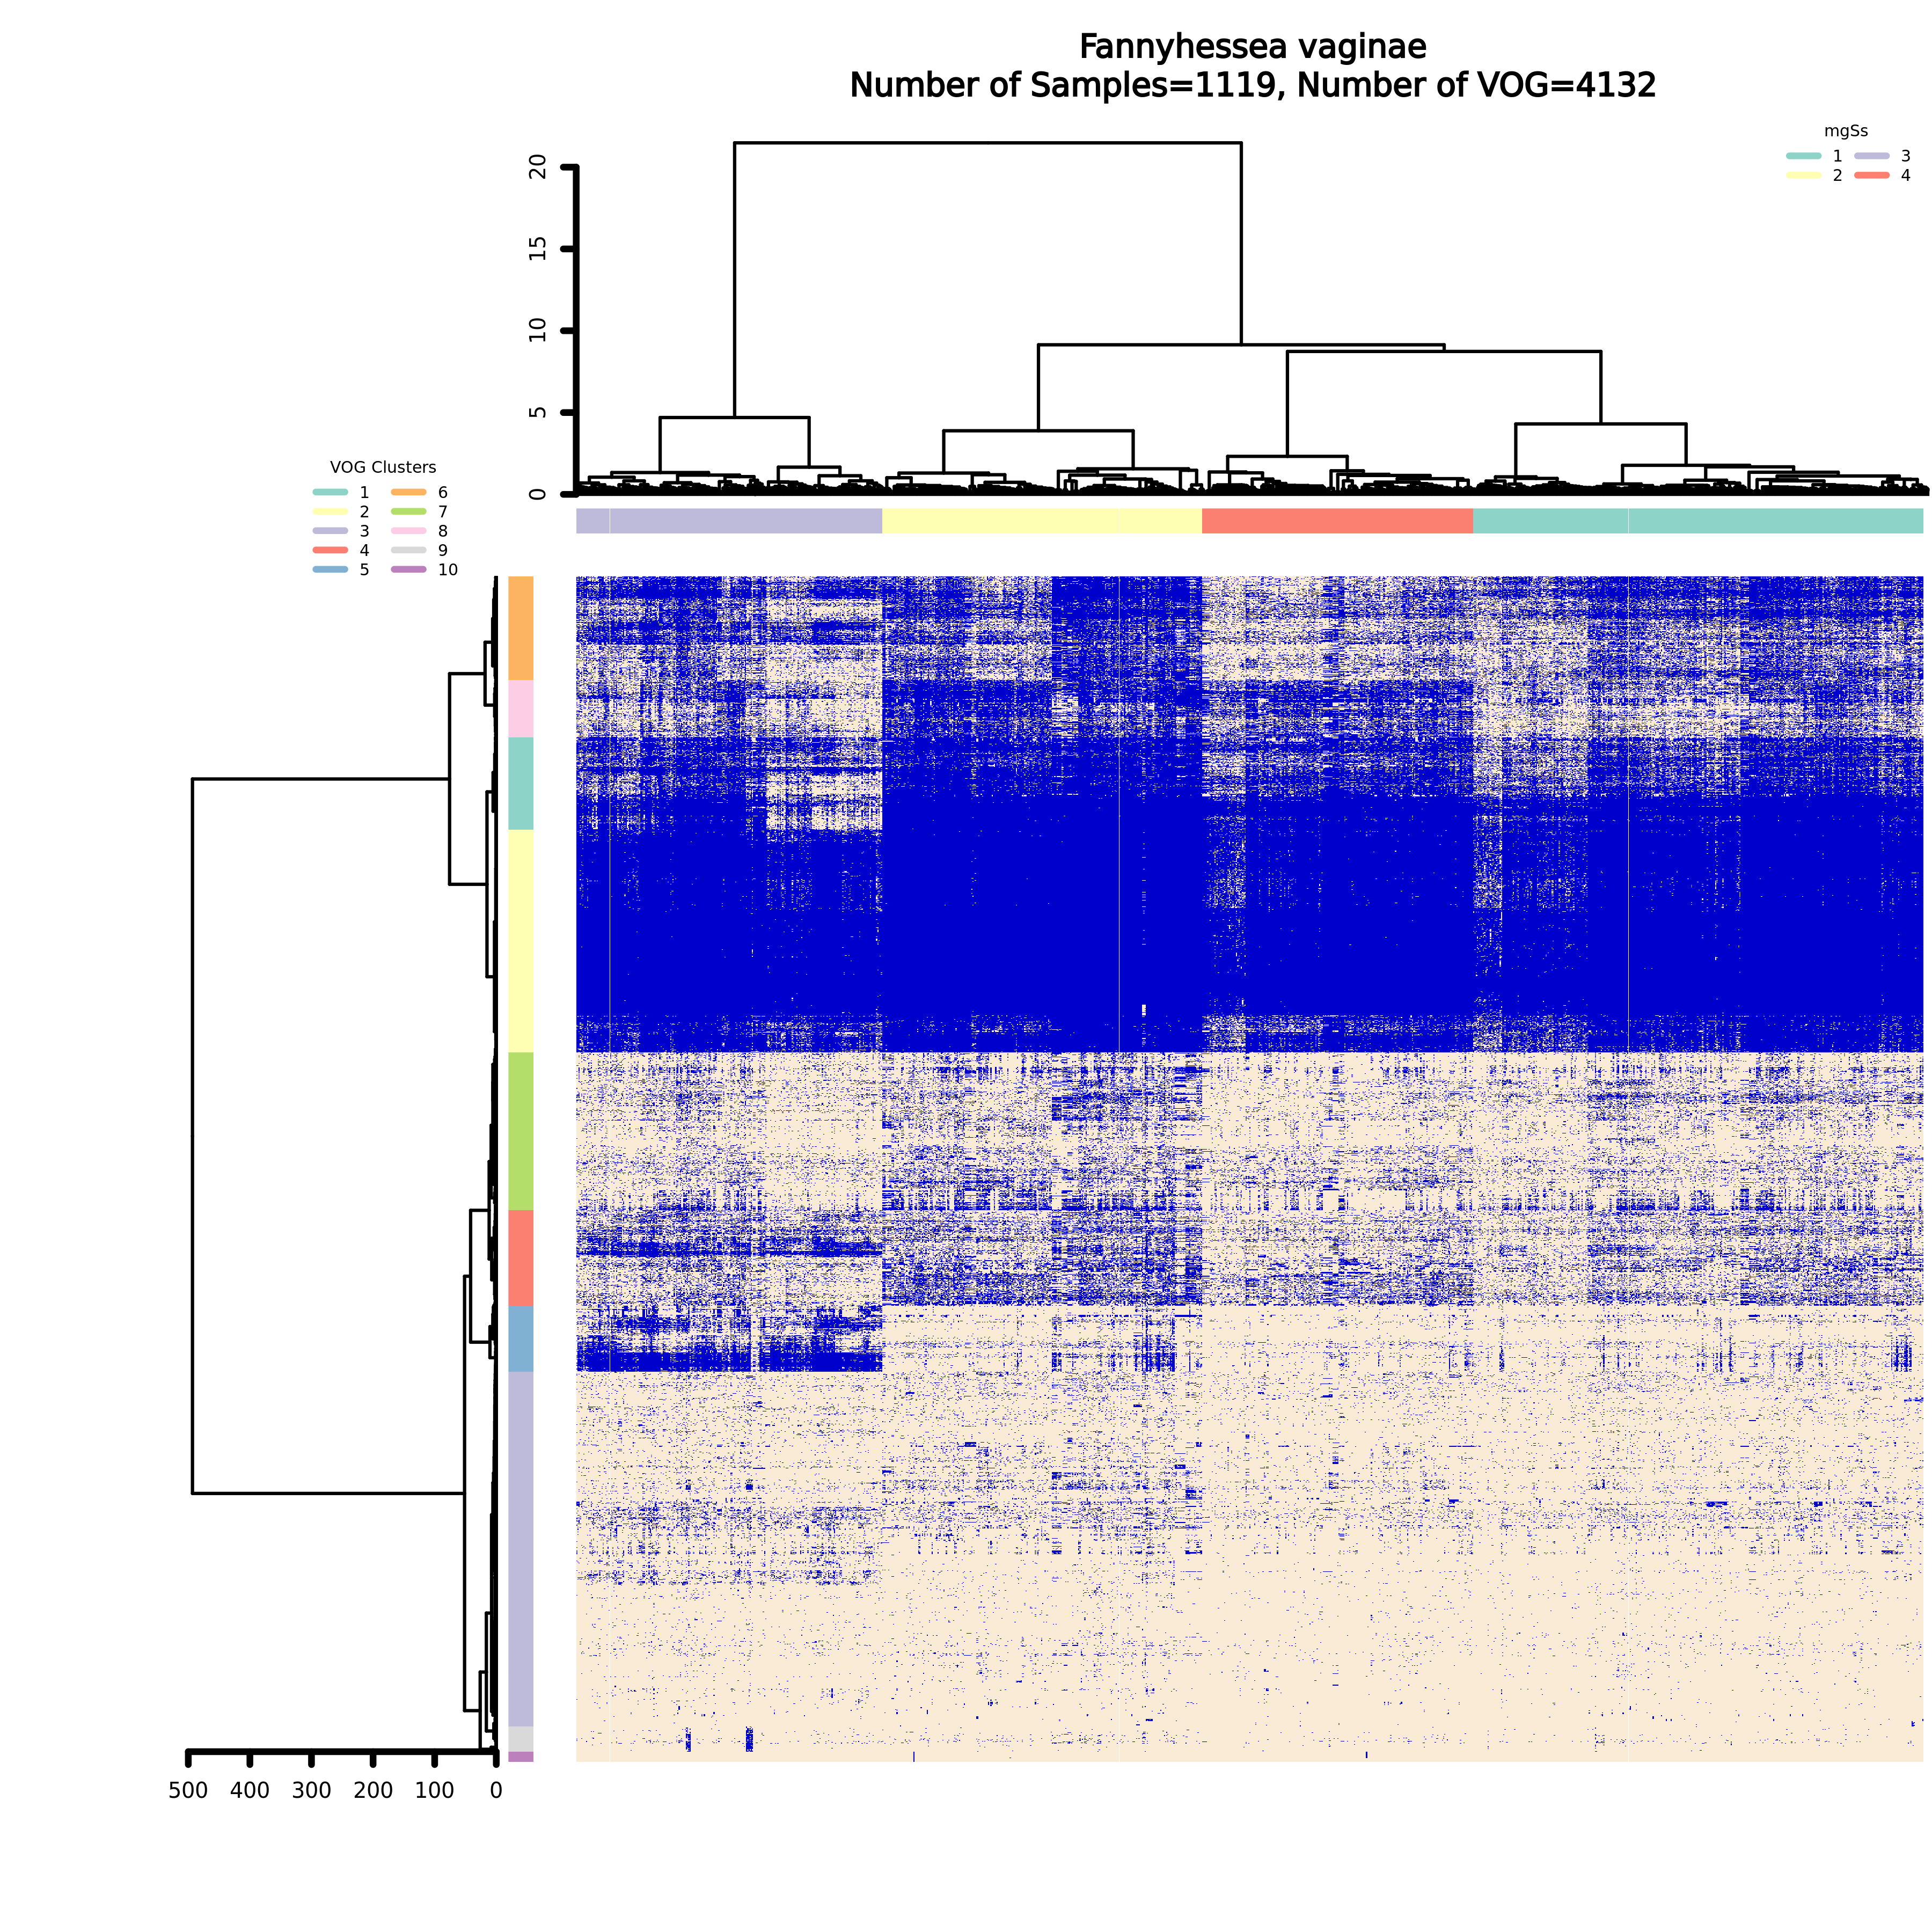 Fannyhessea vaginae
Number of Samples=1119, Number of VOG=4132
mgSs
1 3
2 4
20
15
10
5
0
VOG Clusters
1 6
2 7
3 8
4 9
5 10
500 400 300 200 100 0